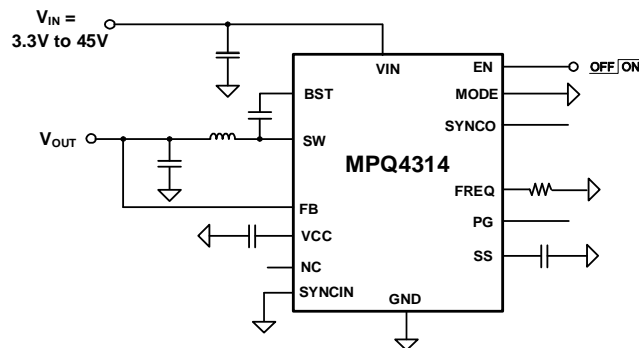 VIN =
3.3V to 45V
VIN
EN
OFF ON
BST
MODE
SYNCO
VOUT
SW
MPQ4314
FREQ
FB
PG
VCC
SS
NC
SYNCIN
GND